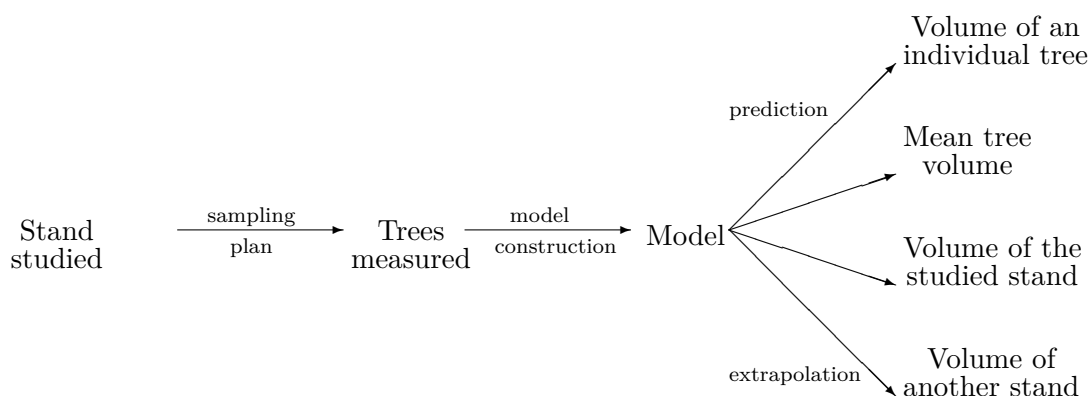 Stand
studied
sampling
plan
Trees
measured
model
construction
Model
prediction
extrapolation
Volume of an
individual tree
Mean tree
volume
Volume of the
studied stand
Volume of
another stand